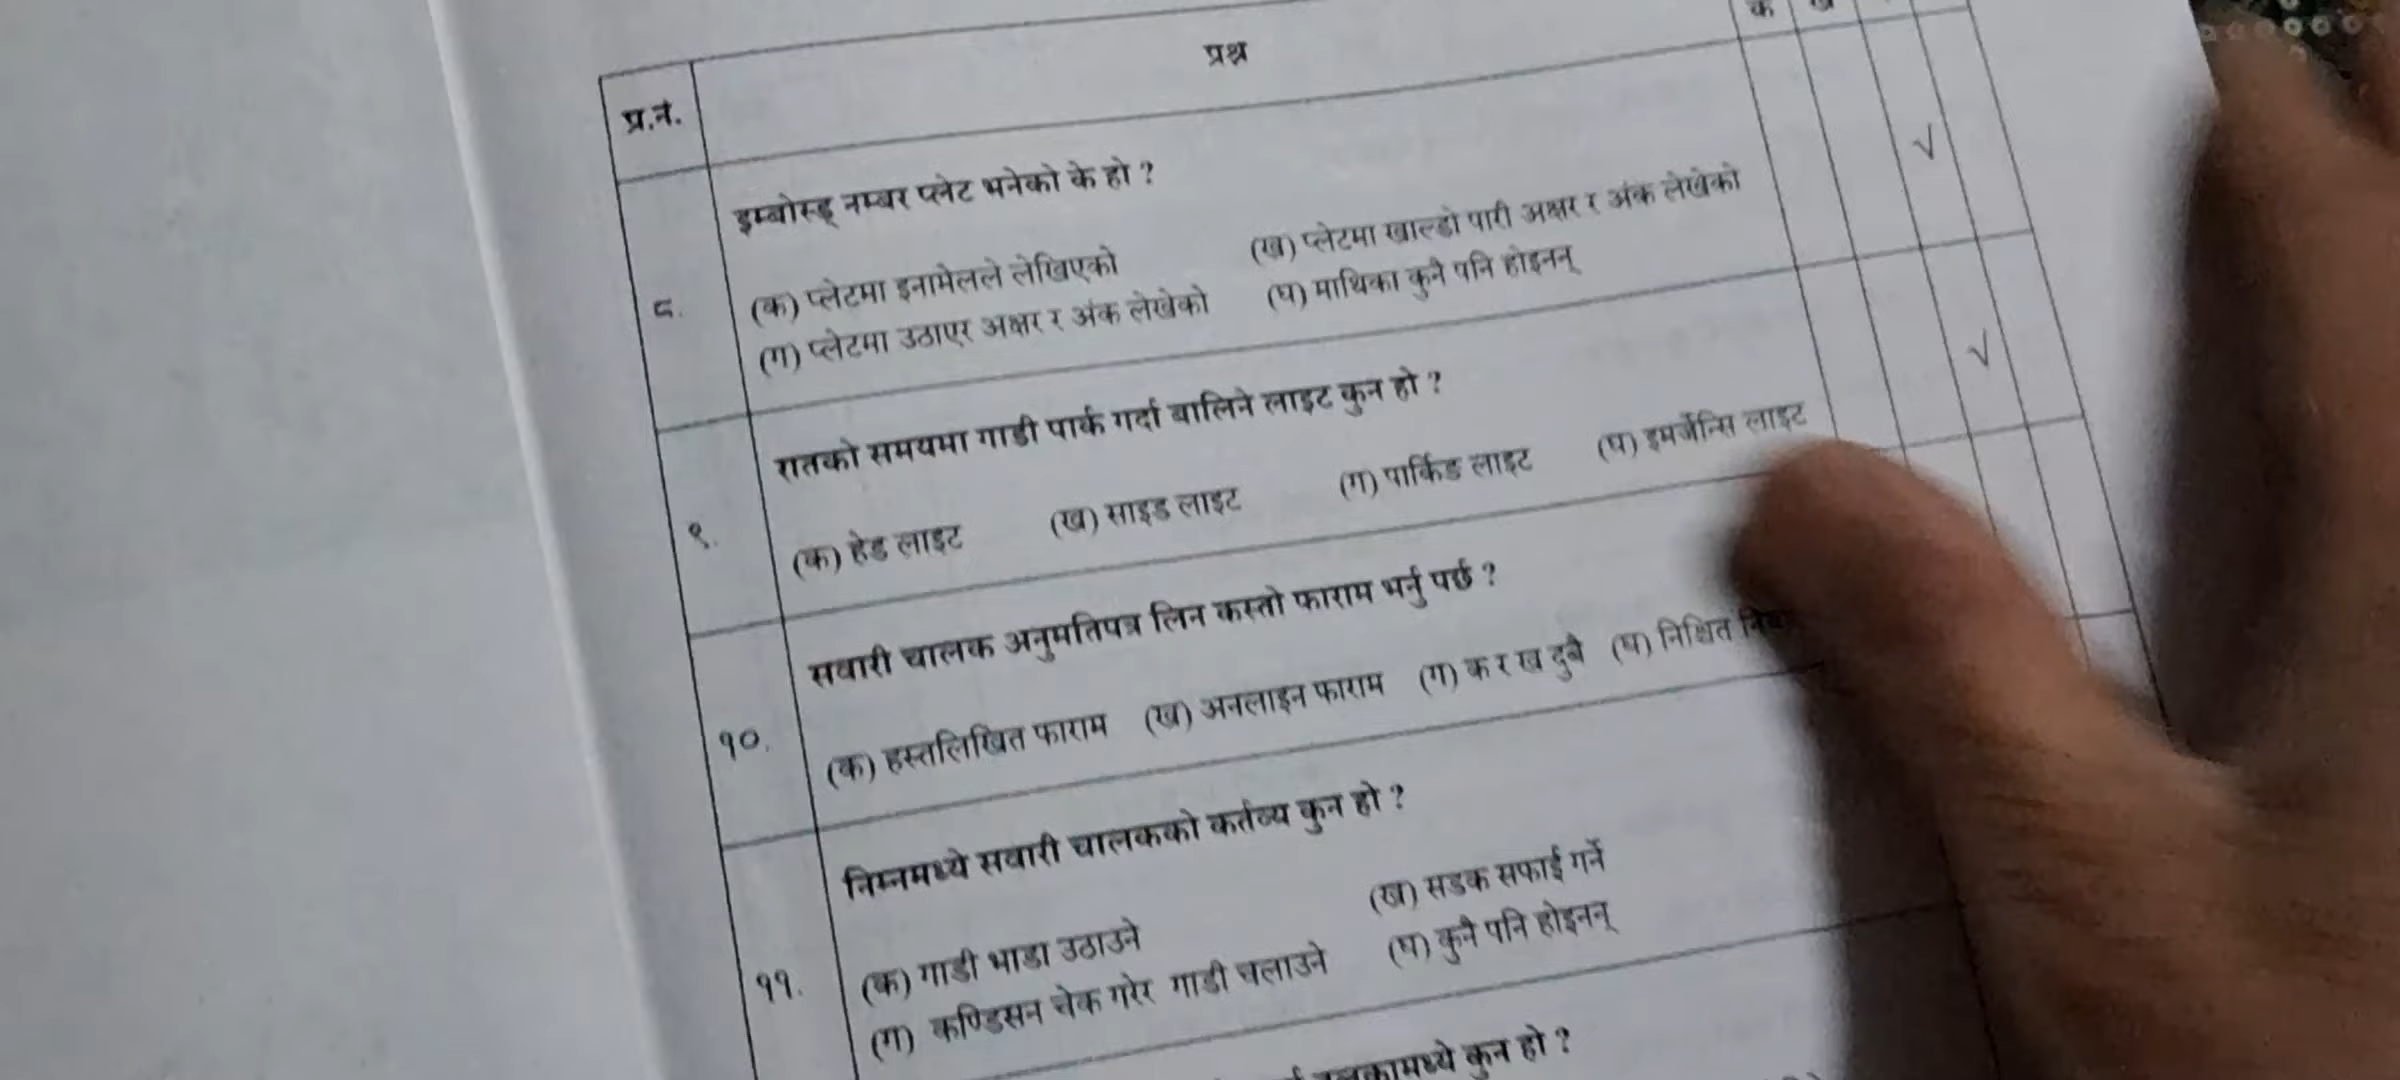 प्र.नं.
प्रश्न
क ख
८.
इम्बोस्ड् नम्बर प्लेट भनेको के हो ?
(क) प्लेटमा इनामेलले लेखिएको (ख) प्लेटमा खाल्डो पारी अक्षर र अंक लेखेको
(ग) प्लेटमा उठाएर अक्षर र अंक लेखेको (घ) माथिका कुनै पनि होइनन्
√
९.
रातको समयमा गाडी पार्क गर्दा बालिने लाइट कुन हो ?
(क) हेड लाइट (ख) साइड लाइट (ग) पार्किङ लाइट (घ) इमर्जेन्सि लाइट
√
१०.
सवारी चालक अनुमतिपत्र लिन कस्तो फाराम भर्नु पर्छ ?
(क) हस्तलिखित फाराम (ख) अनलाइन फाराम (ग) क र ख दुबै (घ) निश्चित
११.
निम्नमध्ये सवारी चालकको कर्तव्य कुन हो ?
(क) गाडी भाडा उठाउने (ख) सडक सफाई गर्ने
(ग) कण्डिसन चेक गरेर गाडी चलाउने (घ) कुनै पनि होइनन्
कुन हो ?